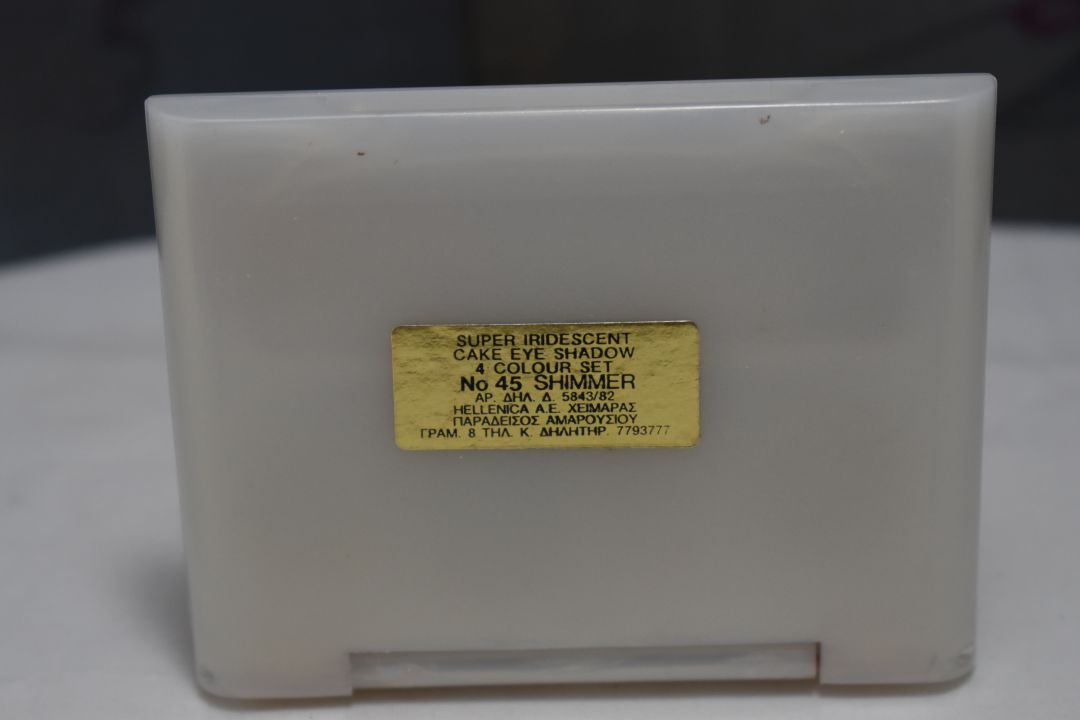 SUPER IRIDESCENT
CAKE EYE SHADOW
4 COLOUR SET
No 45 SHIMMER
ΑΡ. ΔΗΛ. Δ. 5843/82
HELLENICA A.E. ΧΕΙΜΑΡΑΣ
ΠΑΡΑΔΕΙΣΟΣ ΑΜΑΡΟΥΣΙΟΥ
ΓΡΑΜ. 8 ΤΗΛ. Κ. ΔΗΛΗΤΗΡ. 7793777